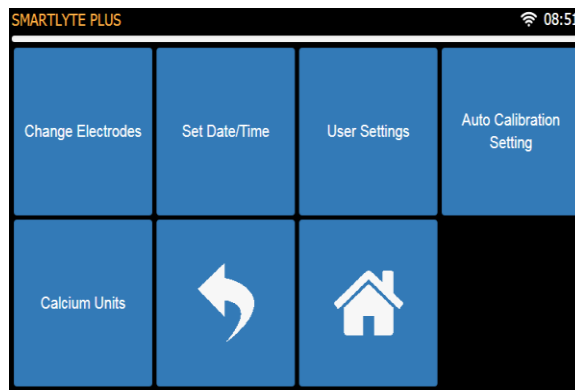 SMARTLYTE PLUS
08:51
Change Electrodes
Set Date/Time
User Settings
Auto Calibration
Setting
Calcium Units